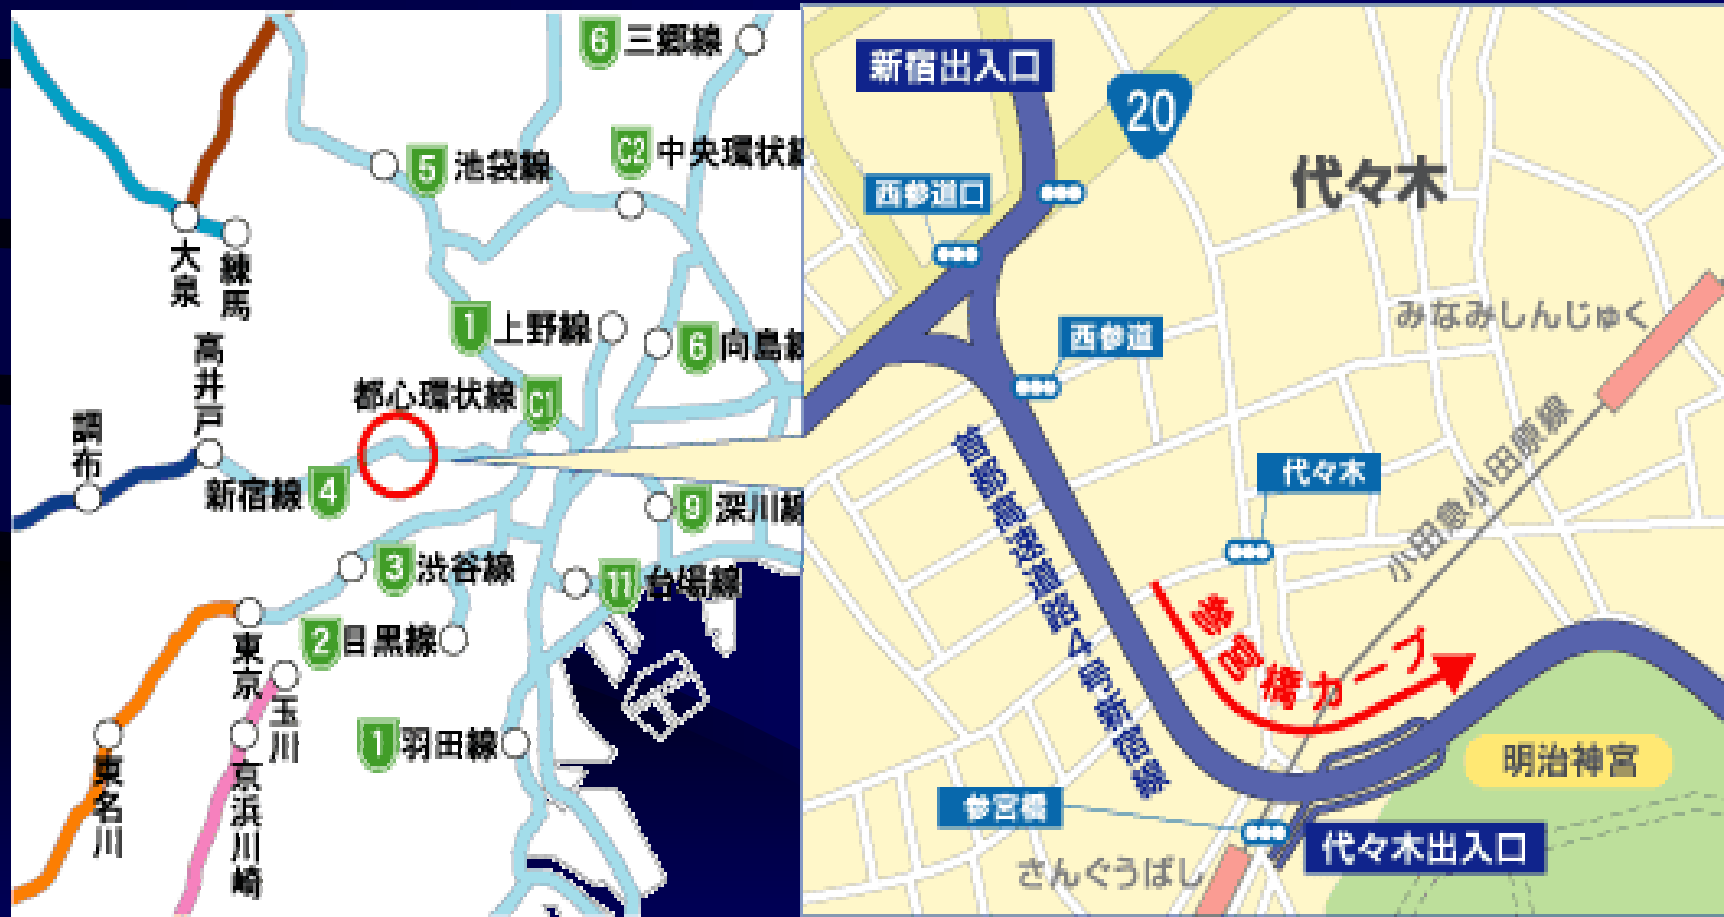 6 三郷線
5 池袋線
C2 中央環状線
大泉
練馬
1 上野線
6 向島線
高井戸
都心環状線 C1
調布
新宿線 4
9 深川線
3 渋谷線
11 台場線
2 目黒線
東京
玉川
1 羽田線
東名川
京浜川崎
新宿出入口
20
代々木
西参道口
みなみしんじゅく
西参道
代々木
小田急小田原線
首都高速道路4号新宿線
参宮橋カーブ
明治神宮
参宮橋
代々木出入口
さんぐうばし